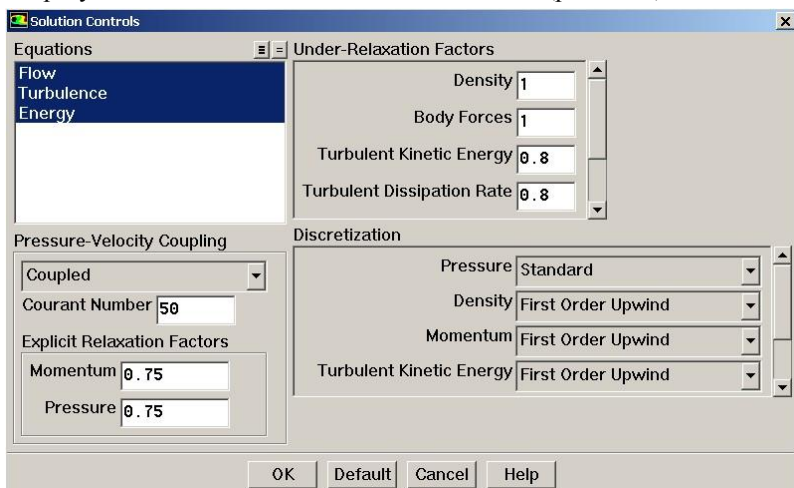 Solution Controls
Equations
Flow
Turbulence
Energy
Under-Relaxation Factors
Density 1
Body Forces 1
Turbulent Kinetic Energy 0.8
Turbulent Dissipation Rate 0.8
Pressure-Velocity Coupling
Coupled
Courant Number 50
Explicit Relaxation Factors
Momentum 0.75
Pressure 0.75
Discretization
Pressure Standard
Density First Order Upwind
Momentum First Order Upwind
Turbulent Kinetic Energy First Order Upwind
OK Default Cancel Help